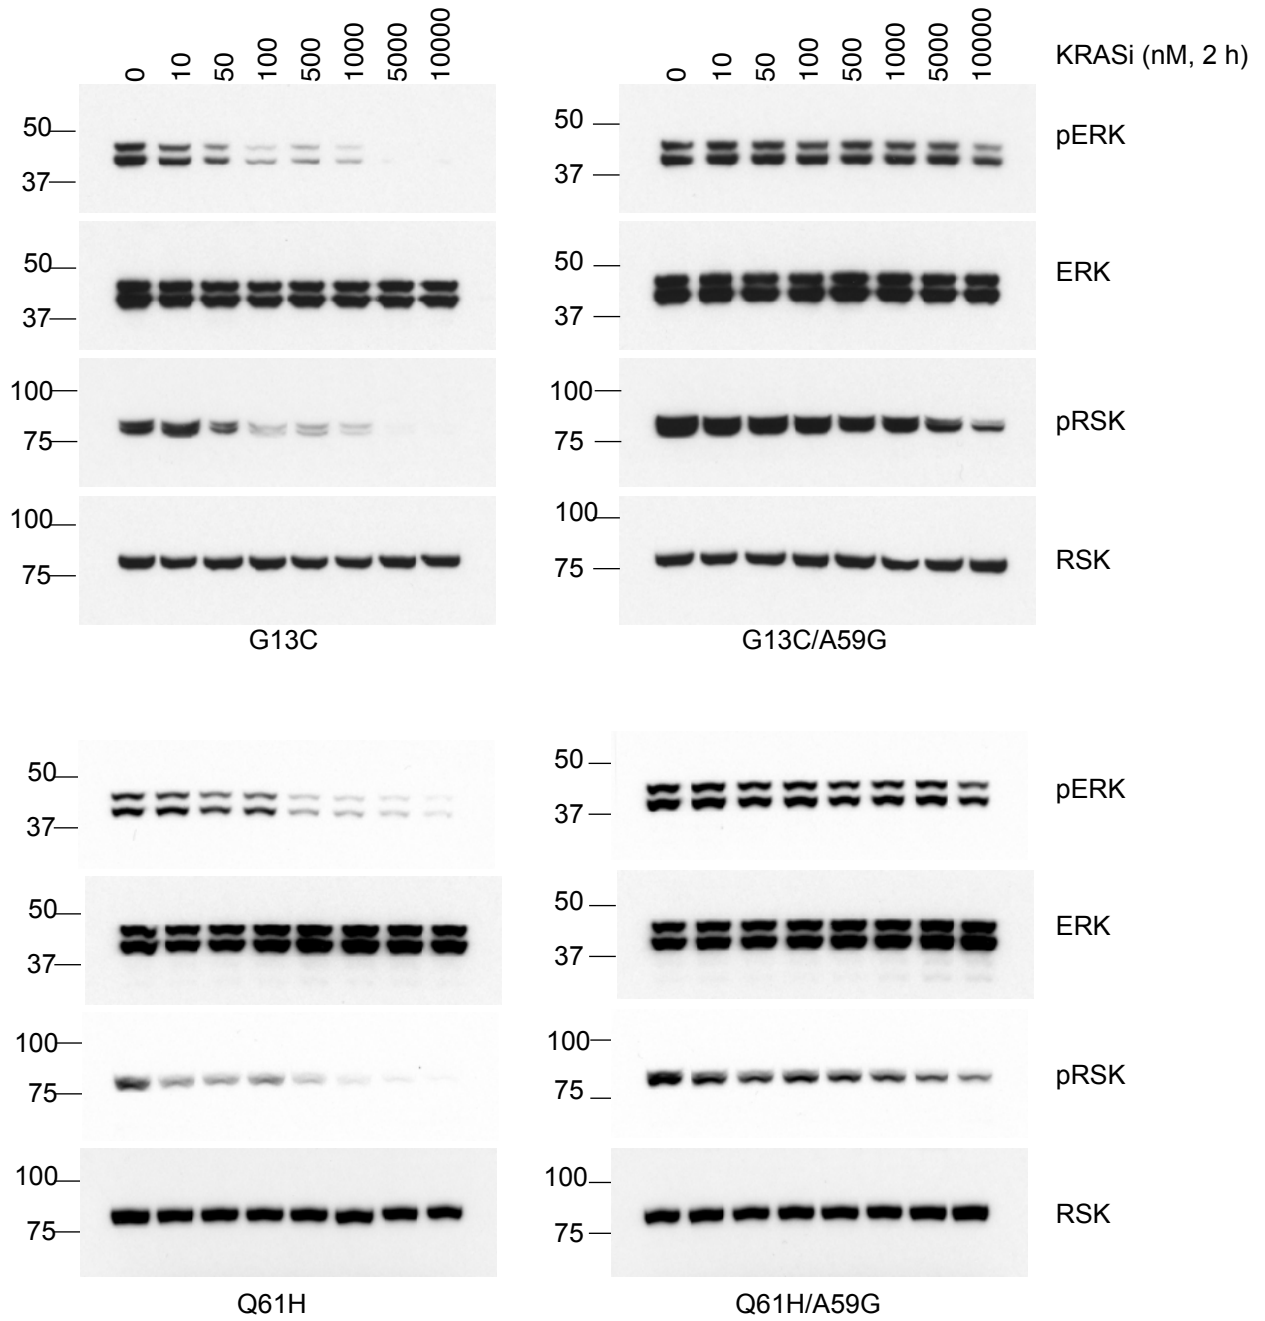 0 10 50 100 500 1000 5000 10000 0 10 50 100 500 1000 5000 10000 KRASi (nM, 2 h)
50 50 pERK
37 37
50 50 ERK
37 37
100 100 pRSK
75 75
100 100 RSK
75 75
G13C G13C/A59G
50 50 pERK
37 37
50 50 ERK
37 37
100 100 pRSK
75 75
100 100 RSK
75 75
Q61H Q61H/A59G